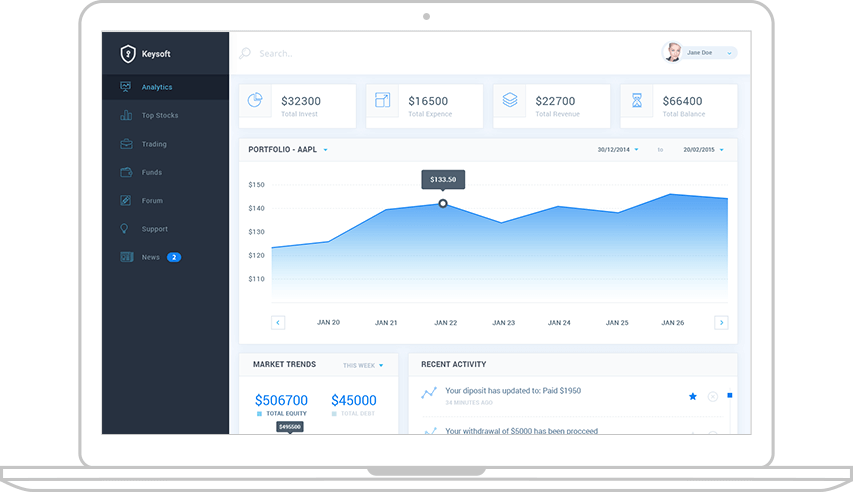 Keysoft
Search..
Jane Doe
Analytics
Top Stocks
Trading
Funds
Forum
Support
News 2
$32300
Total Invest
$16500
Total Expence
$22700
Total Revenue
$66400
Total Balance
PORTFOLIO - AAPL
30/12/2014 to 20/02/2015
$133.50
$150
$140
$130
$120
$110
JAN 20 JAN 21 JAN 22 JAN 23 JAN 24 JAN 25 JAN 26
MARKET TRENDS THIS WEEK
$506700 $45000
TOTAL EQUITY TOTAL DEBT
$495500
RECENT ACTIVITY
Your diposit has updated to: Paid $1950
24 MINUTES AGO
Your withdrawal of $5000 has been procceed